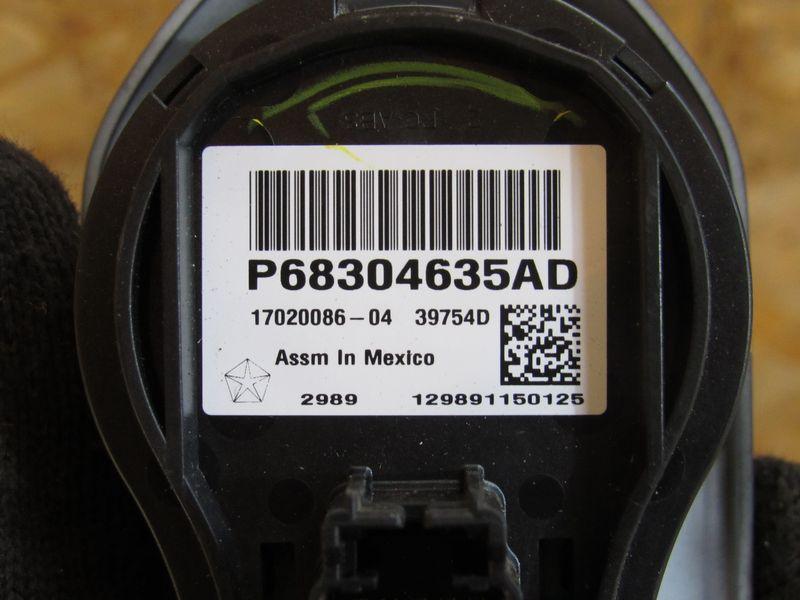 P68304635AD
17020086-04 39754D
Assm In Mexico
2989 129891150125